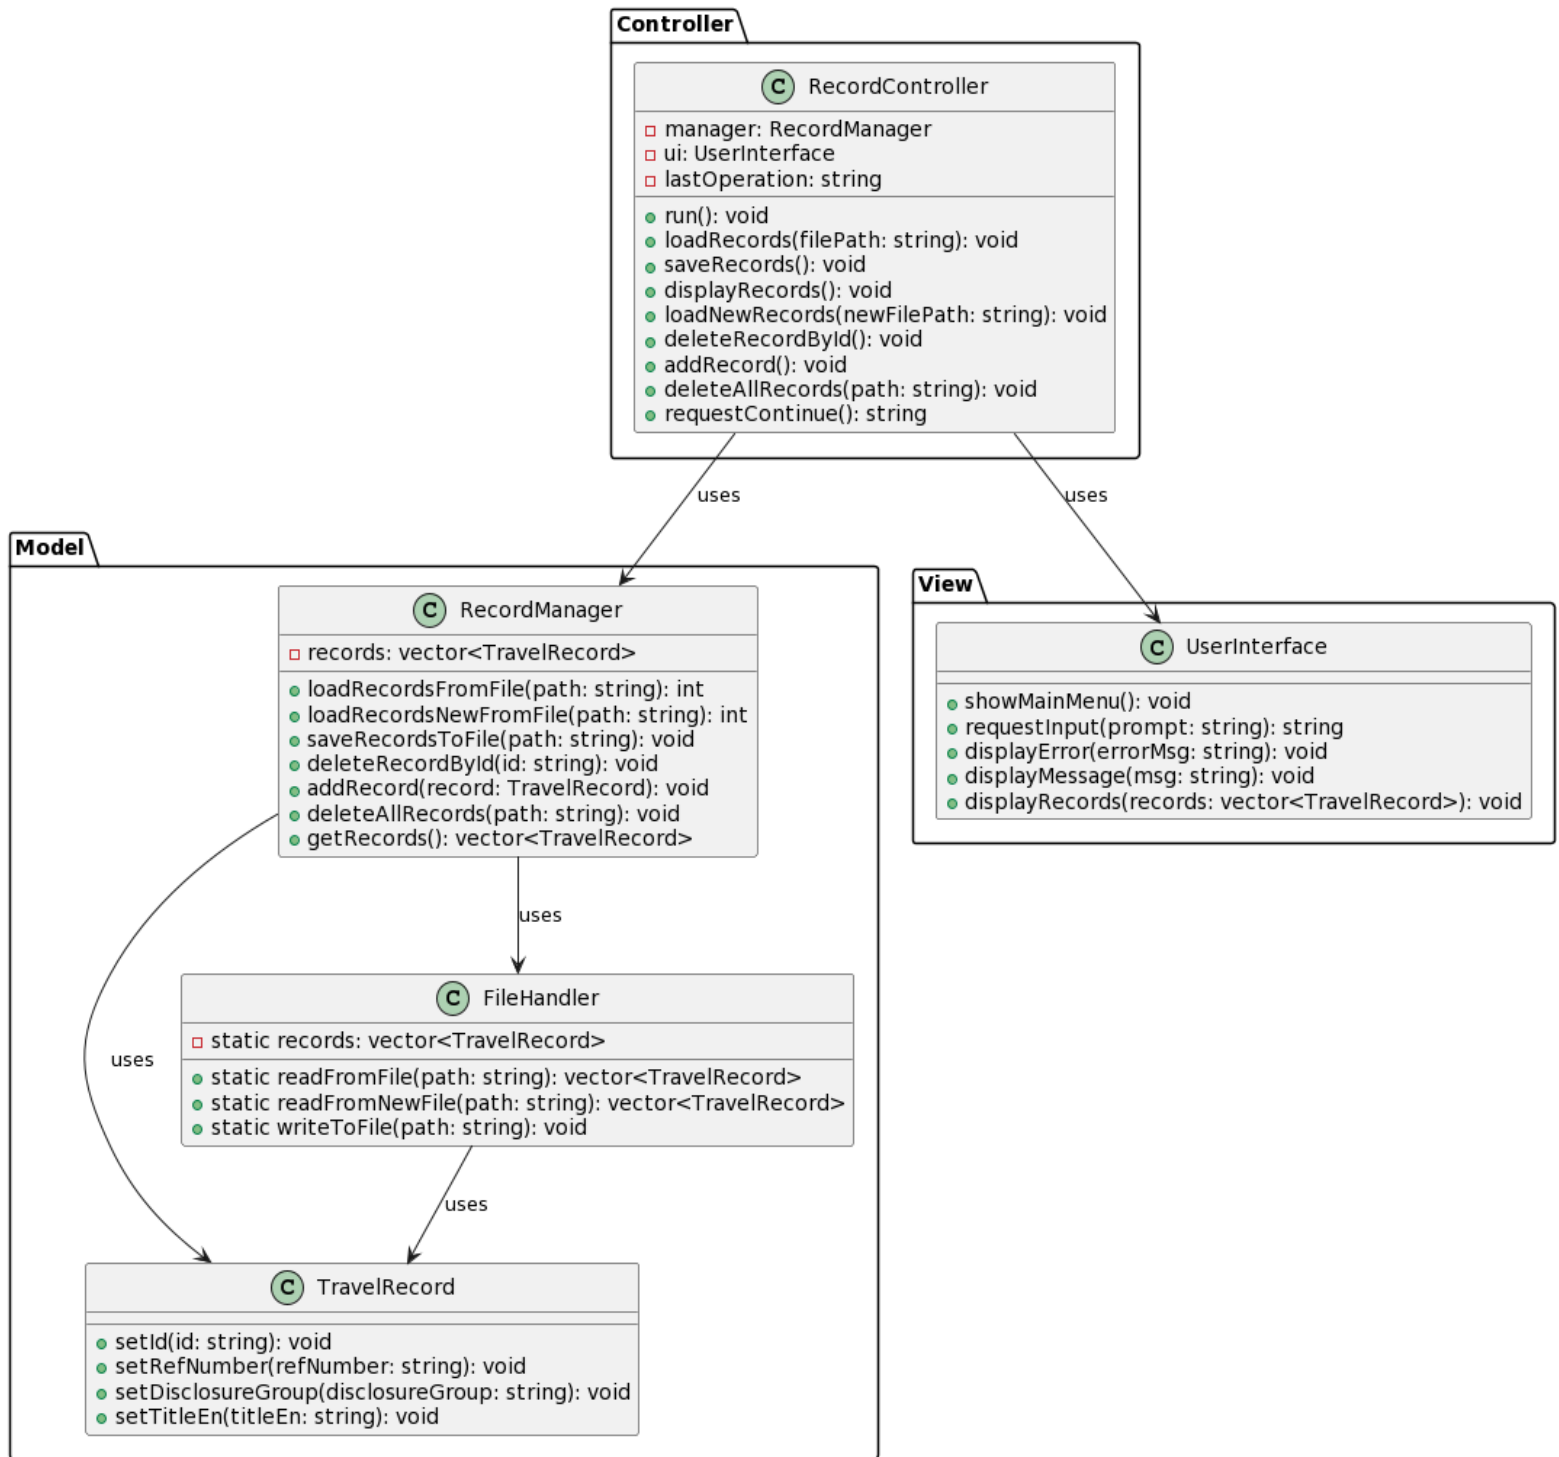 Controller
C RecordController
manager: RecordManager
ui: UserInterface
lastOperation: string
run(): void
loadRecords(filePath: string): void
saveRecords(): void
displayRecords(): void
loadNewRecords(newFilePath: string): void
deleteRecordById(): void
addRecord(): void
deleteAllRecords(path: string): void
requestContinue(): string
uses
uses
Model
C RecordManager
records: vector<TravelRecord>
loadRecordsFromFile(path: string): int
loadRecordsNewFromFile(path: string): int
saveRecordsToFile(path: string): void
deleteRecordById(id: string): void
addRecord(record: TravelRecord): void
deleteAllRecords(path: string): void
getRecords(): vector<TravelRecord>
View
C UserInterface
showMainMenu(): void
requestInput(prompt: string): string
displayError(errorMsg: string): void
displayMessage(msg: string): void
displayRecords(records: vector<TravelRecord>): void
uses
C FileHandler
static records: vector<TravelRecord>
static readFromFile(path: string): vector<TravelRecord>
static readFromNewFile(path: string): vector<TravelRecord>
static writeToFile(path: string): void
uses
uses
C TravelRecord
setId(id: string): void
setRefNumber(refNumber: string): void
setDisclosureGroup(disclosureGroup: string): void
setTitleEn(titleEn: string): void